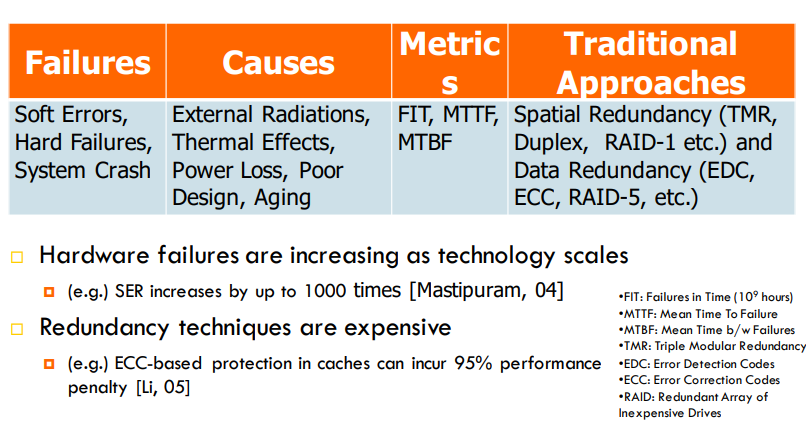 Failures
Causes
Metric
s
Traditional
Approaches
Soft Errors,
Hard Failures,
System Crash
External Radiations,
Thermal Effects,
Power Loss, Poor
Design, Aging
FIT, MTTF,
MTBF
Spatial Redundancy (TMR,
Duplex, RAID-1 etc.) and
Data Redundancy (EDC,
ECC, RAID-5, etc.)
Hardware failures are increasing as technology scales
(e.g.) SER increases by up to 1000 times [Mastipuram, 04]
Redundancy techniques are expensive
(e.g.) ECC-based protection in caches can incur 95% performance
penalty [Li, 05]
•FIT: Failures in Time (10⁹ hours)
•MTTF: Mean Time To Failure
•MTBF: Mean Time b/w Failures
•TMR: Triple Modular Redundancy
•EDC: Error Detection Codes
•ECC: Error Correction Codes
•RAID: Redundant Array of
Inexpensive Drives